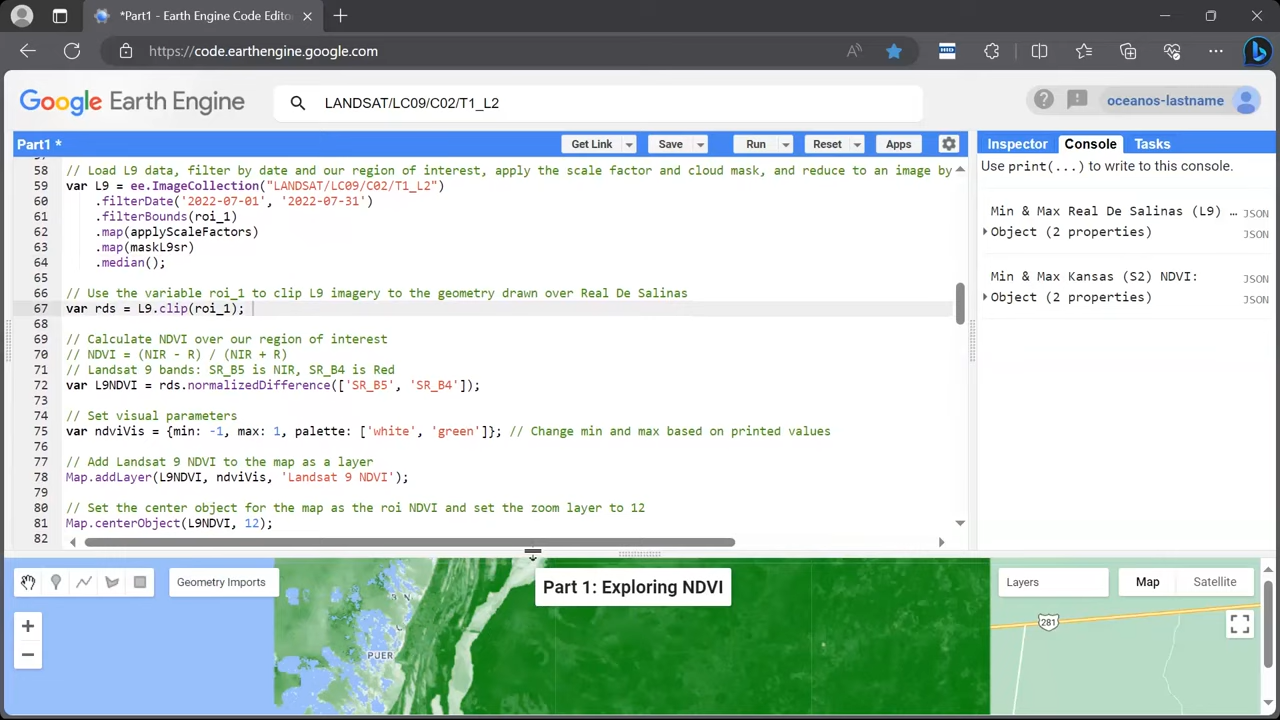 *Part1 - Earth Engine Code Edito
https://code.earthengine.google.com
Google Earth Engine
LANDSAT/LC09/C02/T1_L2
oceanos-lastname
Part1 *
Get Link
Save
Run
Reset
Apps
Inspector
Console
Tasks
58 // Load L9 data, filter by date and our region of interest, apply the scale factor and cloud mask, and reduce to an image by
59 var L9 = ee.ImageCollection("LANDSAT/LC09/C02/T1_L2")
60 .filterDate('2022-07-01', '2022-07-31')
61 .filterBounds(roi_1)
62 .map(applyScaleFactors)
63 .map(maskL9sr)
64 .median();
65
66 // Use the variable roi_1 to clip L9 imagery to the geometry drawn over Real De Salinas
67 var rds = L9.clip(roi_1);
68
69 // Calculate NDVI over our region of interest
70 // NDVI = (NIR - R) / (NIR + R)
71 // Landsat 9 bands: SR_B5 is NIR, SR_B4 is Red
72 var L9NDVI = rds.normalizedDifference(['SR_B5', 'SR_B4']);
73
74 // Set visual parameters
75 var ndviVis = {min: -1, max: 1, palette: ['white', 'green']}; // Change min and max based on printed values
76
77 // Add Landsat 9 NDVI to the map as a layer
78 Map.addLayer(L9NDVI, ndviVis, 'Landsat 9 NDVI');
79
80 // Set the center object for the map as the roi NDVI and set the zoom layer to 12
81 Map.centerObject(L9NDVI, 12);
82
Use print(...) to write to this console.
Min & Max Real De Salinas (L9) … JSON
Object (2 properties) JSON
Min & Max Kansas (S2) NDVI: JSON
Object (2 properties) JSON
Geometry Imports
Part 1: Exploring NDVI
Layers
Map
Satellite
281
PUER